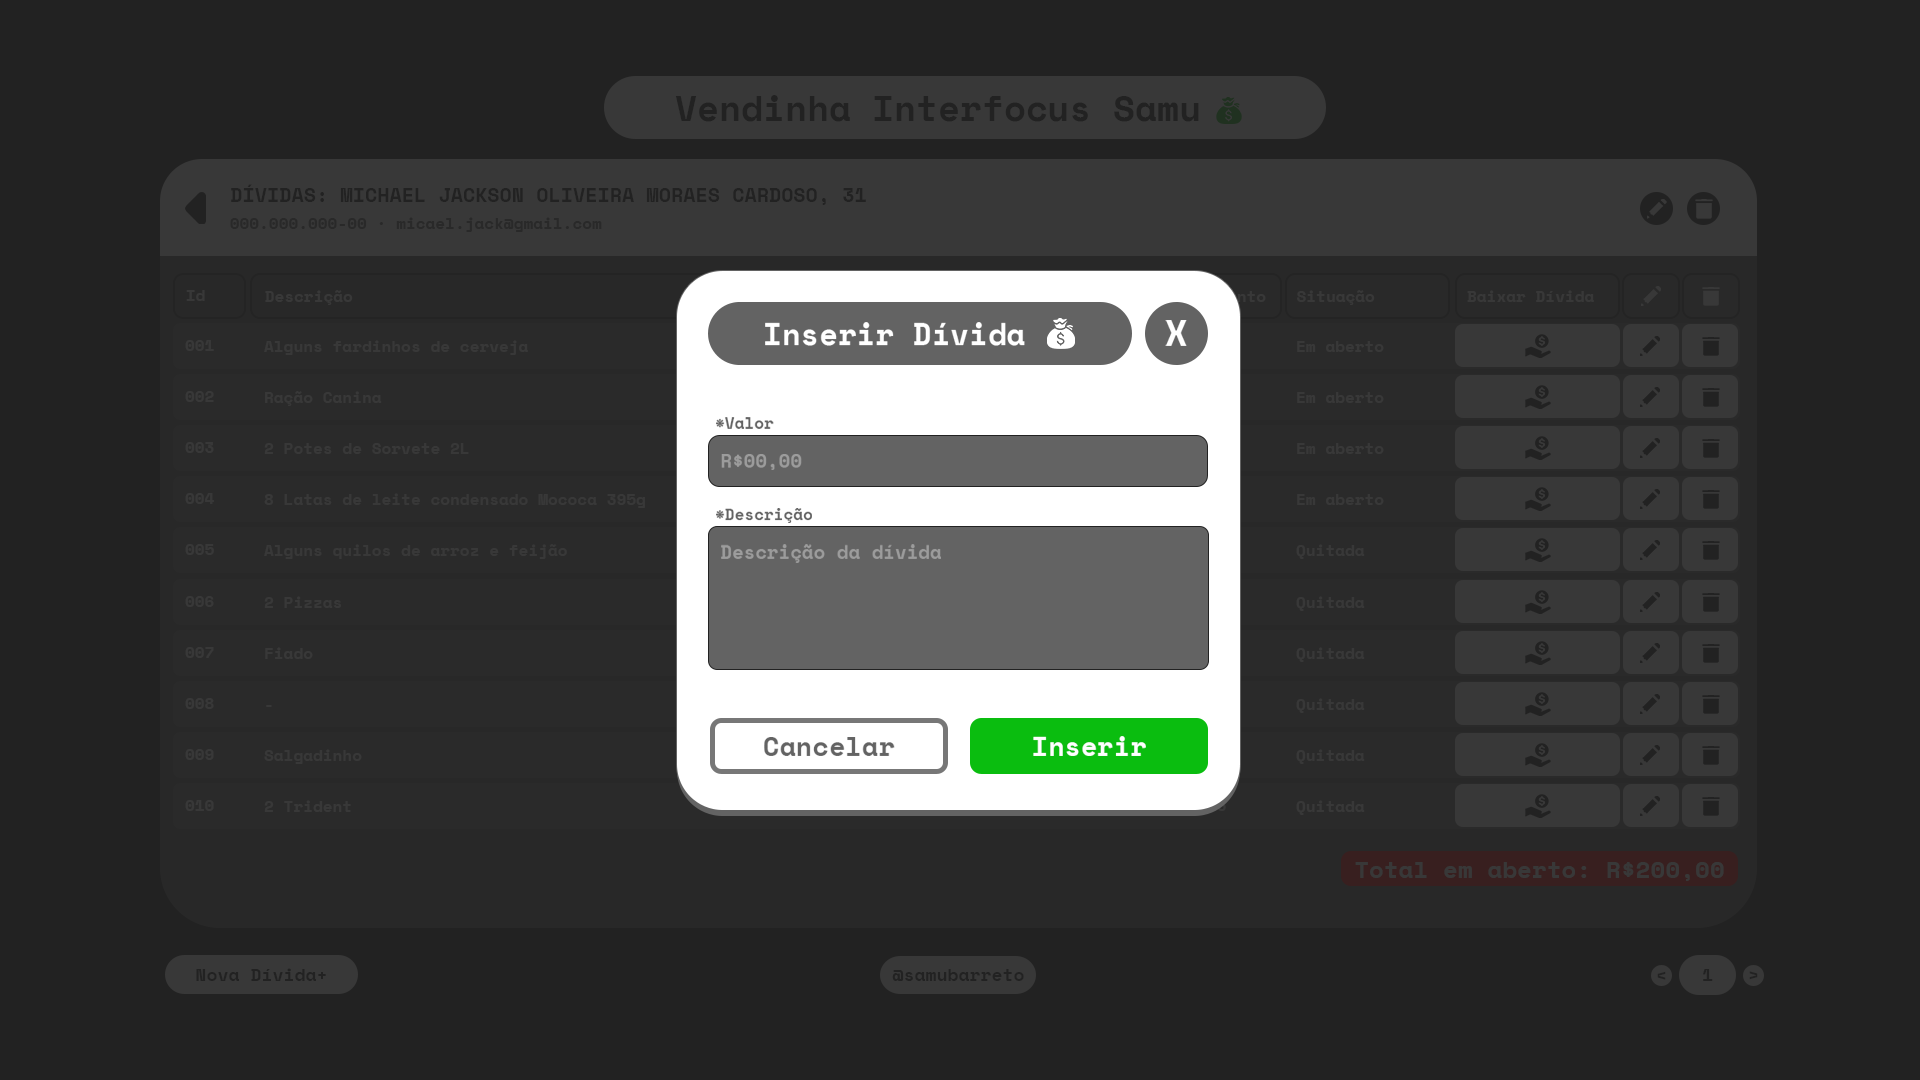 Vendinha Interfocus Samu
DÍVIDAS: MICHAEL JACKSON OLIVEIRA MORAES CARDOSO, 31
000.000.000-00 · micael.jack@gmail.com
Id Descrição Situação Baixar Dívida
001 Alguns fardinhos de cerveja Em aberto
002 Ração Canina Em aberto
003 2 Potes de Sorvete 2L Em aberto
004 8 Latas de leite condensado Mococa 395g Em aberto
005 Alguns quilos de arroz e feijão Quitada
006 2 Pizzas Quitada
007 Fiado Quitada
008 - Quitada
009 Salgadinho Quitada
010 2 Trident Quitada
Total em aberto: R$200,00
Nova Dívida+
@samubarreto
< 1 >
Inserir Dívida X
*Valor
R$00,00
*Descrição
Descrição da dívida
Cancelar Inserir